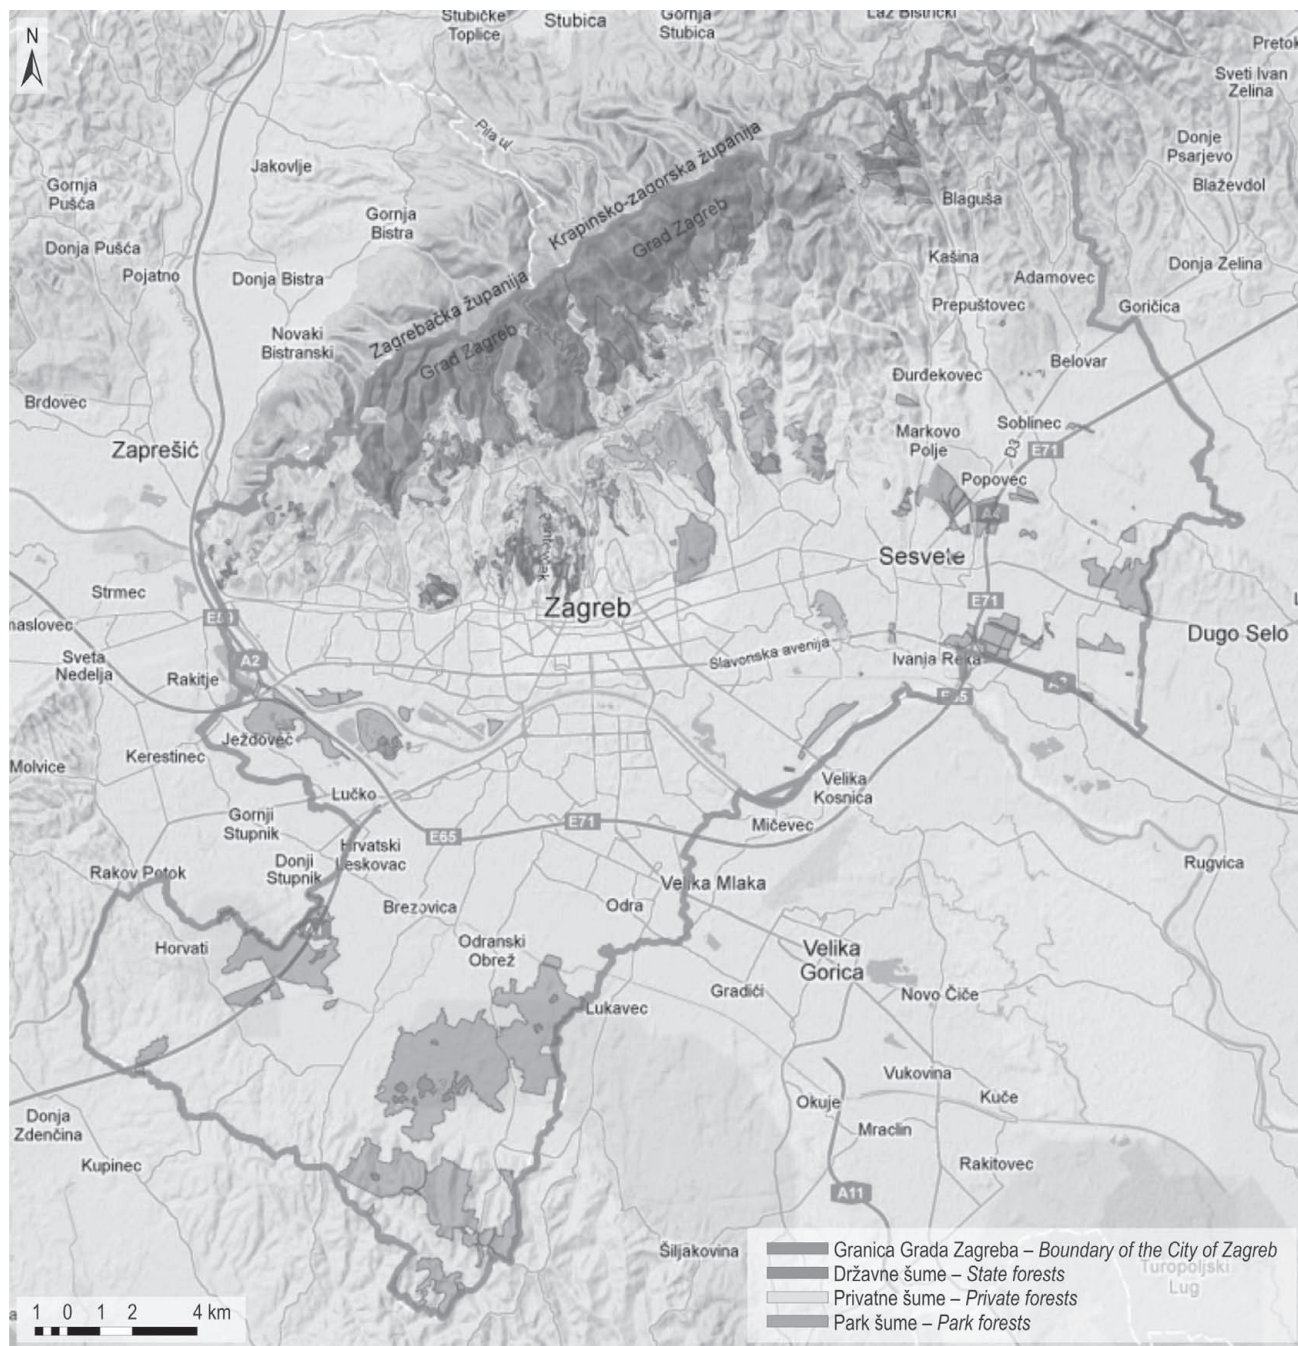 N
Stubičke
Toplice
Stubica
Gornja
Stubica
Laz Bistrički
Sveti Ivan
Zelina
Donje
Psarjevo
Blaževdol
Pila ul.
Jakovlje
Gornja
Pušća
Gornja
Bistra
Krapinsko-zagorska županija
Grad Zagreb
Blaguša
Donja Pušća
Pojatno
Donja Bistra
Kašina
Adamovec
Donja Zelina
Zagrebačka županija
Grad Zagreb
Prepuštovec
Goričica
Novaki
Bistranski
Belovar
Đurđekovec
Brdovec
Zaprešić
Markovo
Polje
Soblinec
D3
E71
Popovec
A4
Sesvete
Strmec
Zagreb
E71
Dugo Selo
Sveta
Nedelja
A2
Rakitje
Slavonska avenija
Ivanja Reka
Ježdovec
Kerestinec
Molvice
Lučko
Velika
Kosnica
Gornji
Stupnik
E65
E71
Mičevec
Hrvatski
Leskovac
Donji
Stupnik
Rakov Potok
Velika Mlaka
Rugvica
Brezovica
Odra
Horvati
Odranski
Obrež
Velika
Gorica
Gradići
Novo Čiče
Lukavec
Vukovina
Okuje
Kuče
Mraclin
Donja
Zdenčina
Kupinec
Rakitovec
A11
Šiljakovina
Granica Grada Zagreba – Boundary of the City of Zagreb
Državne šume – State forests
Privatne šume – Private forests
Park šume – Park forests
Turopoljski
Lug
1 0 1 2 4 km